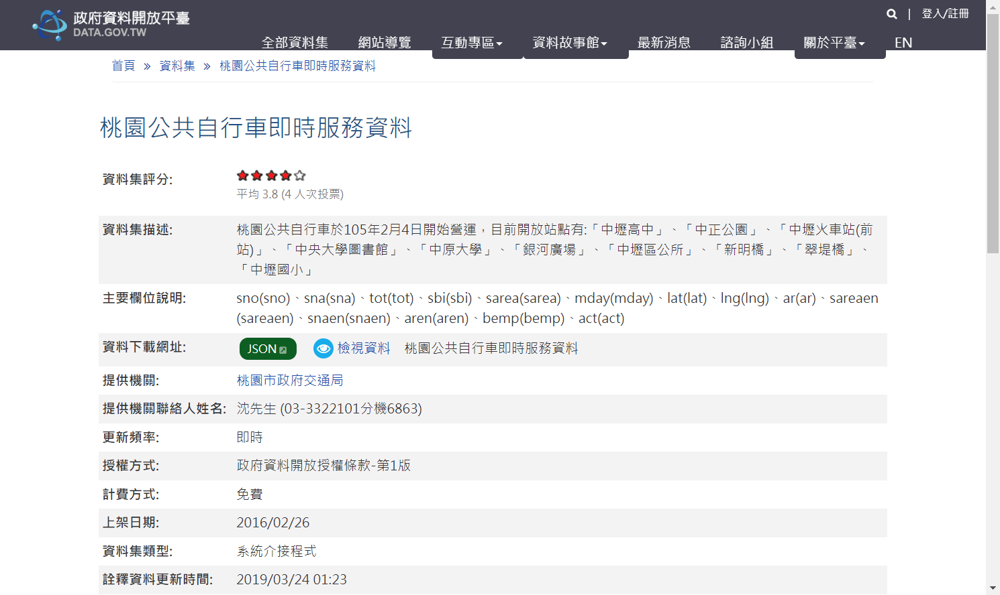 政府資料開放平臺
DATA.GOV.TW
| 登入/註冊
全部資料集 網站導覽 互動專區 資料故事館 最新消息 諮詢小組 關於平臺 EN
首頁 » 資料集 » 桃園公共自行車即時服務資料
桃園公共自行車即時服務資料
資料集評分:
平均 3.8 (4 人次投票)
資料集描述: 桃園公共自行車於105年2月4日開始營運，目前開放站點有:「中壢高中」、「中正公園」、「中壢火車站(前
站)」、「中央大學圖書館」、「中原大學」、「銀河廣場」、「中壢區公所」、「新明橋」、「翠堤橋」、
「中壢國小」
主要欄位說明: sno(sno)、sna(sna)、tot(tot)、sbi(sbi)、sarea(sarea)、mday(mday)、lat(lat)、lng(lng)、ar(ar)、sareaen
(sareaen)、snaen(snaen)、aren(aren)、bemp(bemp)、act(act)
資料下載網址: JSON 檢視資料 桃園公共自行車即時服務資料
提供機關: 桃園市政府交通局
提供機關聯絡人姓名: 沈先生 (03-3322101分機6863)
更新頻率: 即時
授權方式: 政府資料開放授權條款-第1版
計費方式: 免費
上架日期: 2016/02/26
資料集類型: 系統介接程式
詮釋資料更新時間: 2019/03/24 01:23